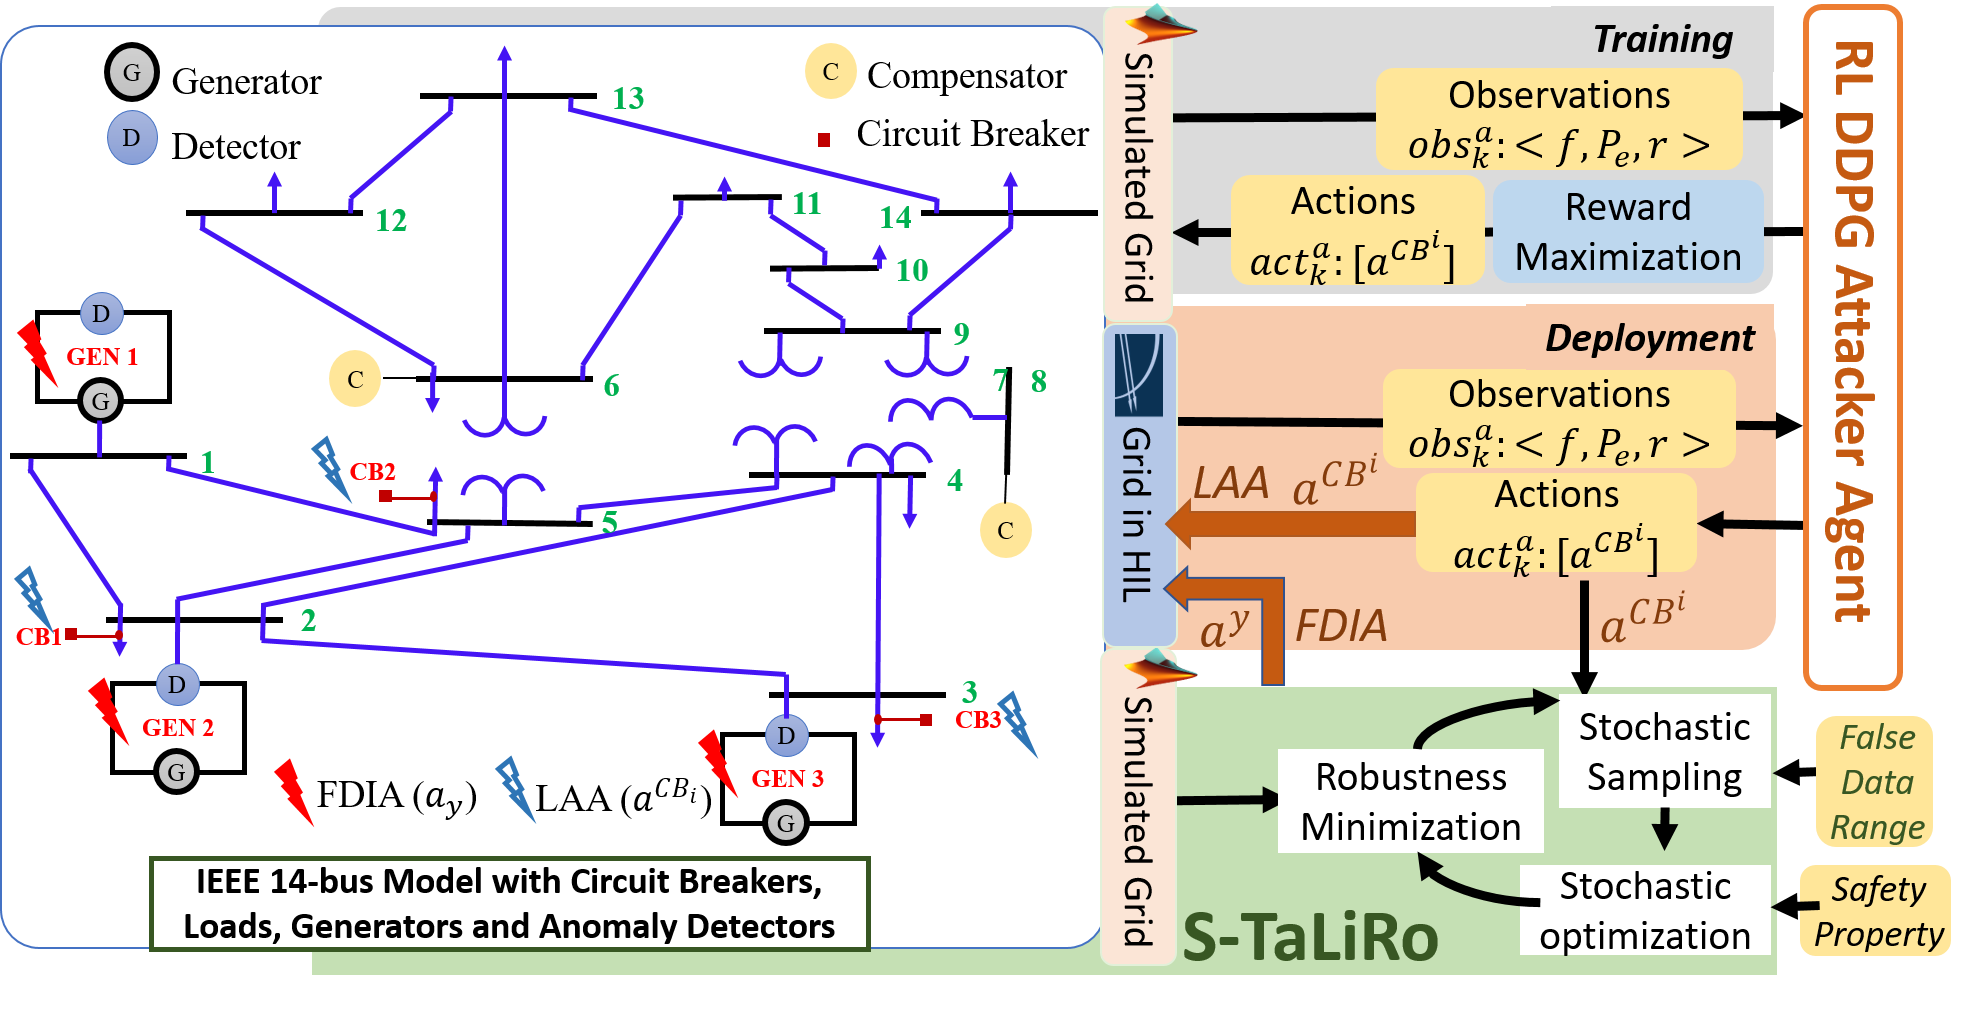 G Generator
D Detector
C Compensator
Circuit Breaker
13
12
11
14
10
9
D
GEN 1
G
C
6
7 8
1
CB2
5
4
C
CB1
2
D
GEN 2
G
3
CB3
D
GEN 3
G
FDIA (a_y)
LAA (a^{CB_i})
IEEE 14-bus Model with Circuit Breakers,
Loads, Generators and Anomaly Detectors
Simulated Grid
Training
Observations
obs_k^a: < f, P_e, r >
Actions
act_k^a: [a^{CB^i}]
Reward
Maximization
RL DDPG Attacker Agent
Grid in HIL
Deployment
Observations
obs_k^a: < f, P_e, r >
LAA a^{CB^i}
Actions
act_k^a: [a^{CB^i}]
a^y FDIA
a^{CB^i}
Simulated Grid
Robustness
Minimization
Stochastic
Sampling
Stochastic
optimization
False
Data
Range
Safety
Property
S-TaLiRo